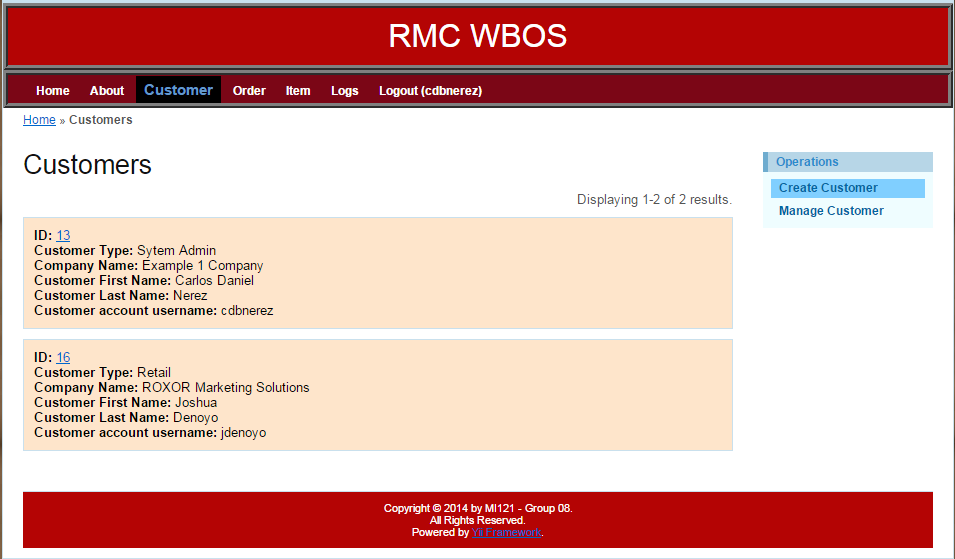 RMC WBOS
Home About Customer Order Item Logs Logout (cdbnerez)
Home » Customers
Customers
Displaying 1-2 of 2 results.
ID: 13
Customer Type: Sytem Admin
Company Name: Example 1 Company
Customer First Name: Carlos Daniel
Customer Last Name: Nerez
Customer account username: cdbnerez
ID: 16
Customer Type: Retail
Company Name: ROXOR Marketing Solutions
Customer First Name: Joshua
Customer Last Name: Denoyo
Customer account username: jdenoyo
Operations
Create Customer
Manage Customer
Copyright © 2014 by MI121 - Group 08.
All Rights Reserved.
Powered by Yii Framework.